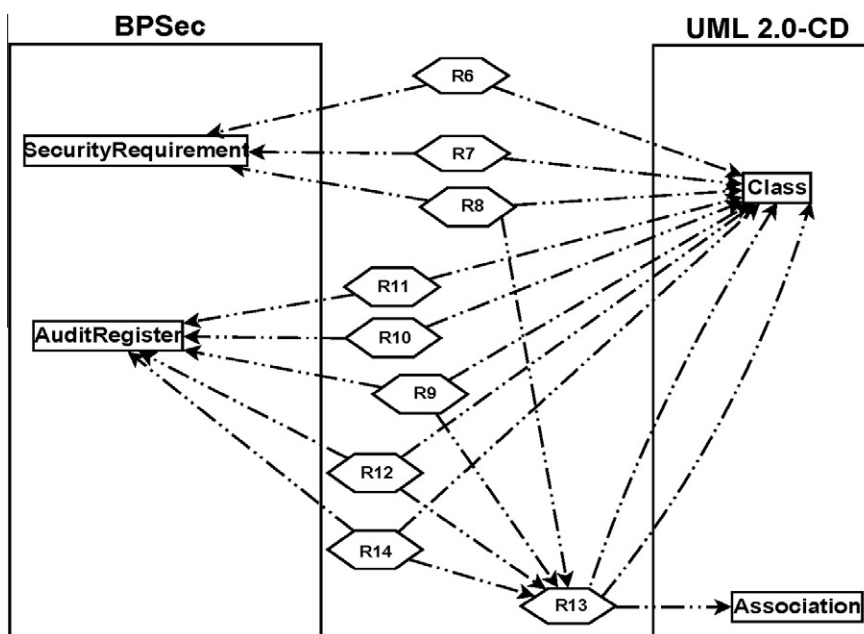 BPSec
UML 2.0-CD
R6
SecurityRequirement
R7
Class
R8
R11
AuditRegister
R10
R9
R12
R14
R13
Association